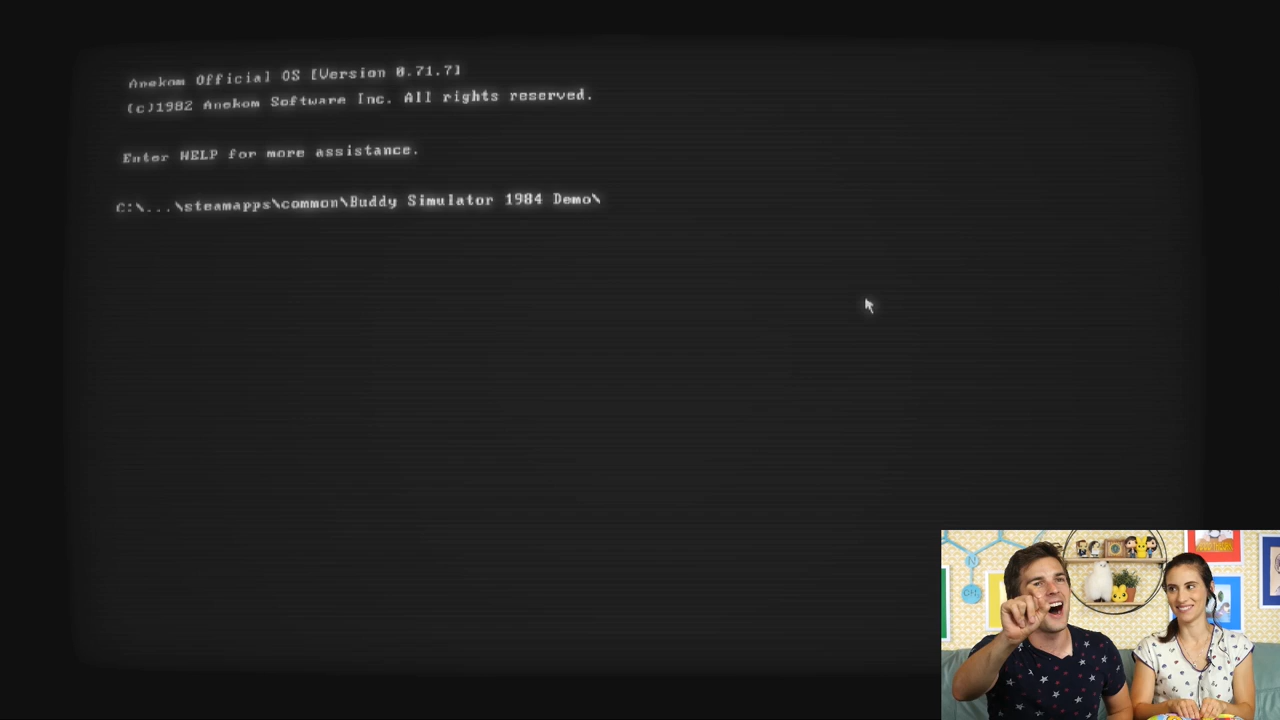 Anekom Official OS [Version 0.71.7]
(c)1982 Anekom Software Inc. All rights reserved.
Enter HELP for more assistance.
C:\...\steamapps\common\Buddy Simulator 1984 Demo\